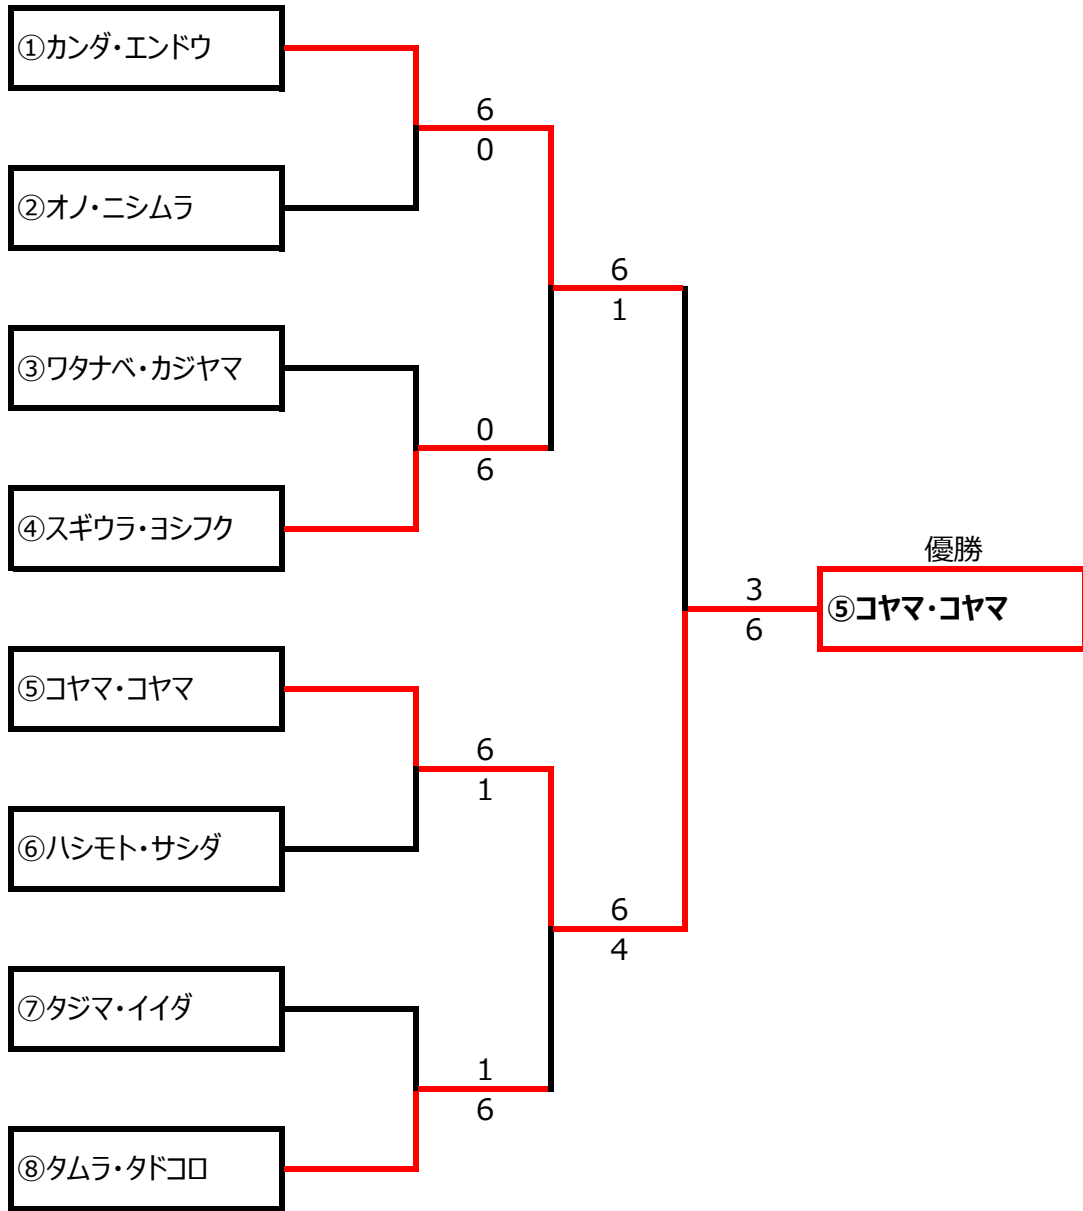 ①カンダ・エンドウ
6
0
②オノ・ニシムラ
6
1
③ワタナベ・カジヤマ
0
6
④スギウラ・ヨシフク
優勝
3
6
⑤コヤマ・コヤマ
⑤コヤマ・コヤマ
6
1
⑥ハシモト・サシダ
6
4
⑦タジマ・イイダ
1
6
⑧タムラ・タドコロ